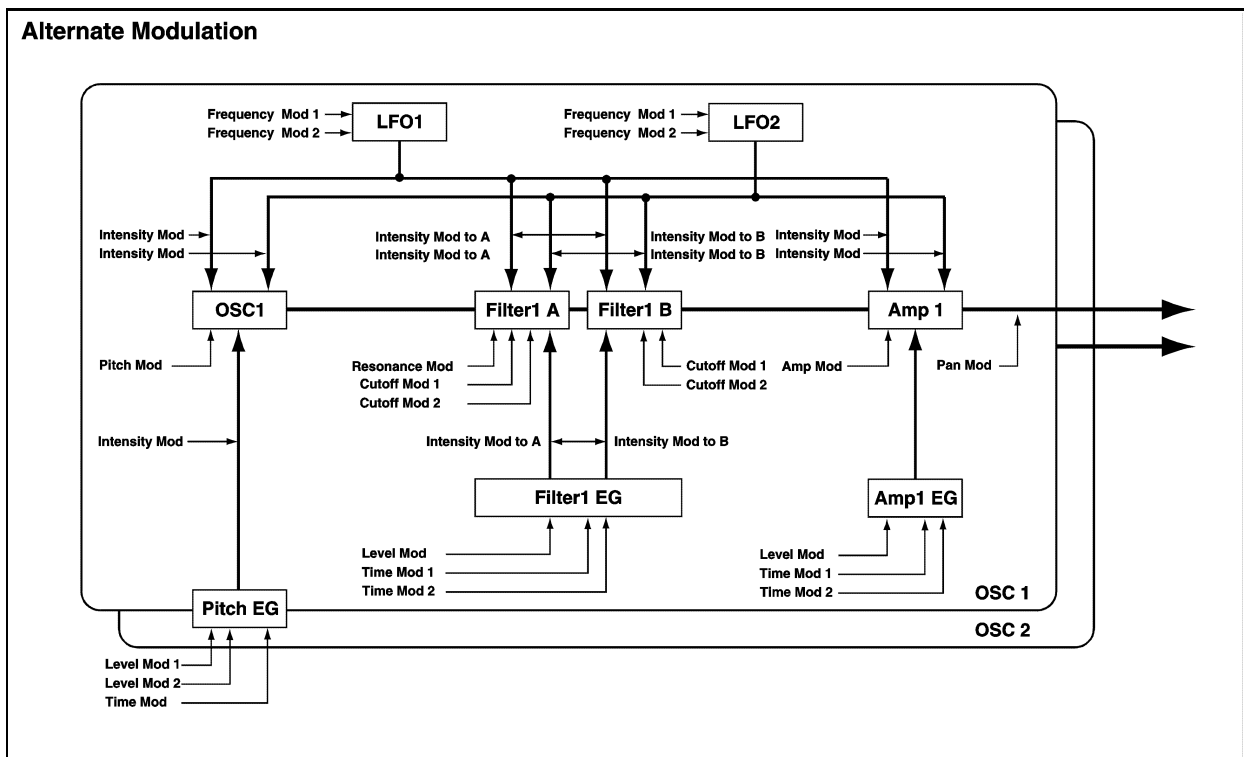 Alternate Modulation
Frequency Mod 1
LFO1
Frequency Mod 2
Frequency Mod 1
LFO2
Frequency Mod 2
Intensity Mod
Intensity Mod
Intensity Mod to A
Intensity Mod to A
Intensity Mod to B
Intensity Mod to B
Intensity Mod
Intensity Mod
OSC1
Filter1 A
Filter1 B
Amp 1
Pitch Mod
Resonance Mod
Cutoff Mod 1
Cutoff Mod 2
Cutoff Mod 1
Cutoff Mod 2
Amp Mod
Pan Mod
Intensity Mod
Intensity Mod to A
Intensity Mod to B
Filter1 EG
Amp1 EG
Level Mod
Time Mod 1
Time Mod 2
Level Mod
Time Mod 1
Time Mod 2
OSC 1
Pitch EG
OSC 2
Level Mod 1
Level Mod 2
Time Mod